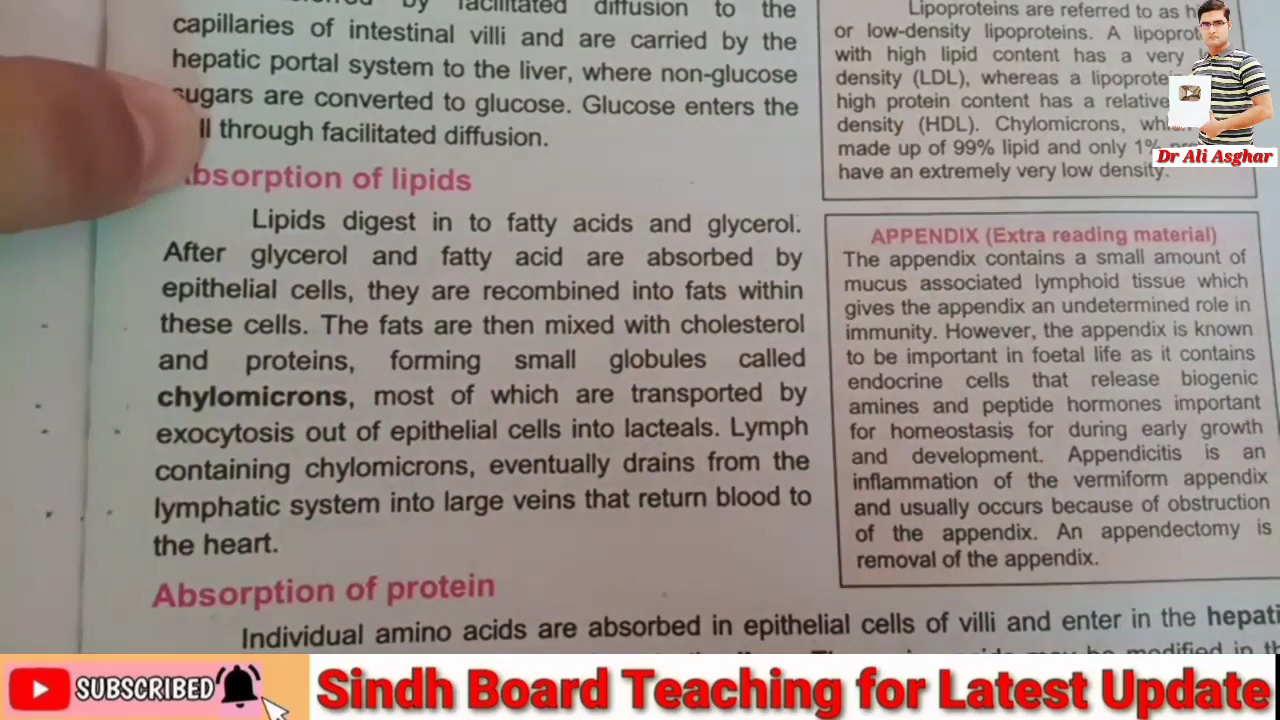 by facilitated diffusion to the
capillaries of intestinal villi and are carried by the
hepatic portal system to the liver, where non-glucose
sugars are converted to glucose. Glucose enters the
through facilitated diffusion.
Absorption of lipids
Lipids digest in to fatty acids and glycerol.
After glycerol and fatty acid are absorbed by
epithelial cells, they are recombined into fats within
these cells. The fats are then mixed with cholesterol
and proteins, forming small globules called
chylomicrons, most of which are transported by
exocytosis out of epithelial cells into lacteals. Lymph
containing chylomicrons, eventually drains from the
lymphatic system into large veins that return blood to
the heart.
Absorption of protein
Individual amino acids are absorbed in epithelial cells of villi and enter in the
Lipoproteins are referred to as
or low-density lipoproteins. A
with high lipid content has a very
density (LDL), whereas a
high protein content has a
density (HDL). Chylomicrons,
made up of 99% lipid and only 1%
have an extremely very low density.
APPENDIX (Extra reading material)
The appendix contains a small amount of
mucus associated lymphoid tissue which
gives the appendix an undetermined role in
immunity. However, the appendix is known
to be important in foetal life as it contains
endocrine cells that release biogenic
amines and peptide hormones important
for homeostasis for during early growth
and development. Appendicitis is an
inflammation of the vermiform appendix
and usually occurs because of obstruction
of the appendix. An appendectomy is
removal of the appendix.
Dr Ali Asghar
SUBSCRIBED
Sindh Board Teaching for Latest Update